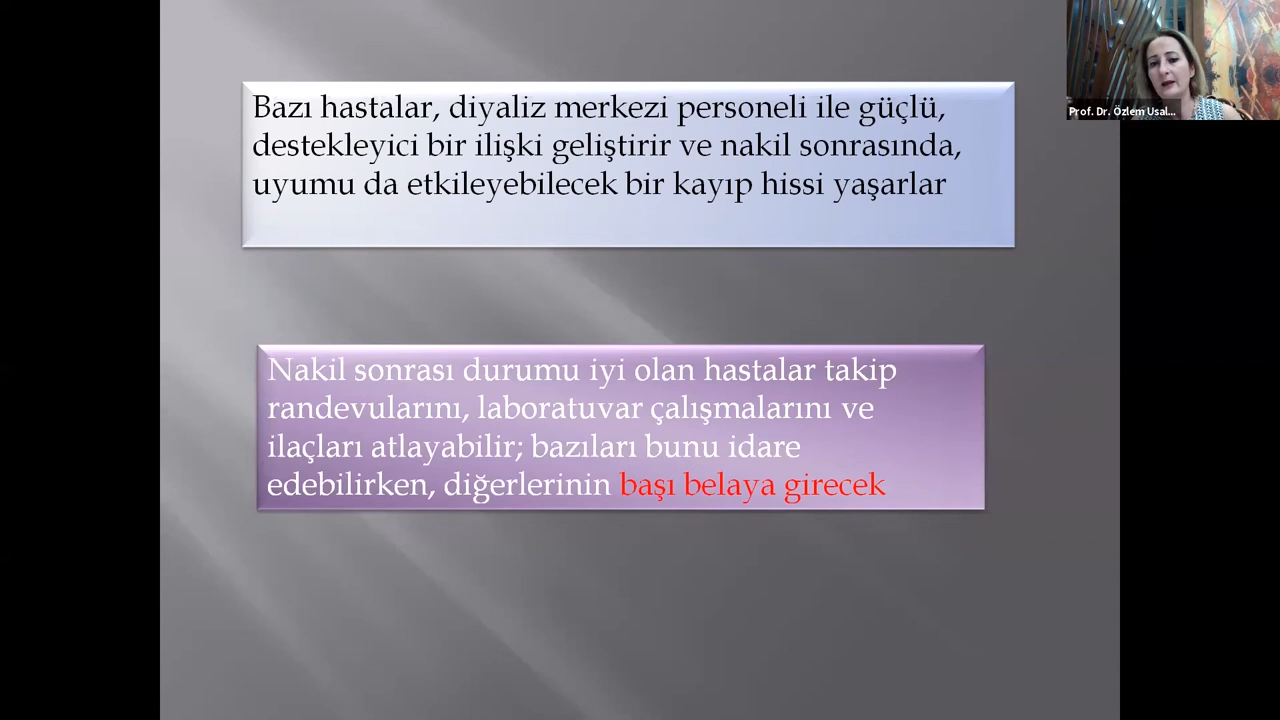 Bazı hastalar, diyaliz merkezi personeli ile güçlü,
destekleyici bir ilişki geliştirir ve nakil sonrasında,
uyumu da etkileyebilecek bir kayıp hissi yaşarlar
Nakil sonrası durumu iyi olan hastalar takip
randevularını, laboratuvar çalışmalarını ve
ilaçları atlayabilir; bazıları bunu idare
edebilirken, diğerlerinin başı belaya girecek
Prof. Dr. Özlem Usal...